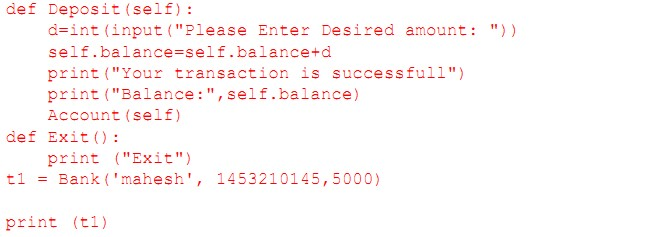 def Deposit(self):
    d=int(input("Please Enter Desired amount: "))
    self.balance=self.balance+d
    print("Your transaction is successfull")
    print("Balance:",self.balance)
    Account(self)
def Exit():
    print ("Exit")
t1 = Bank('mahesh', 1453210145,5000)
print (t1)